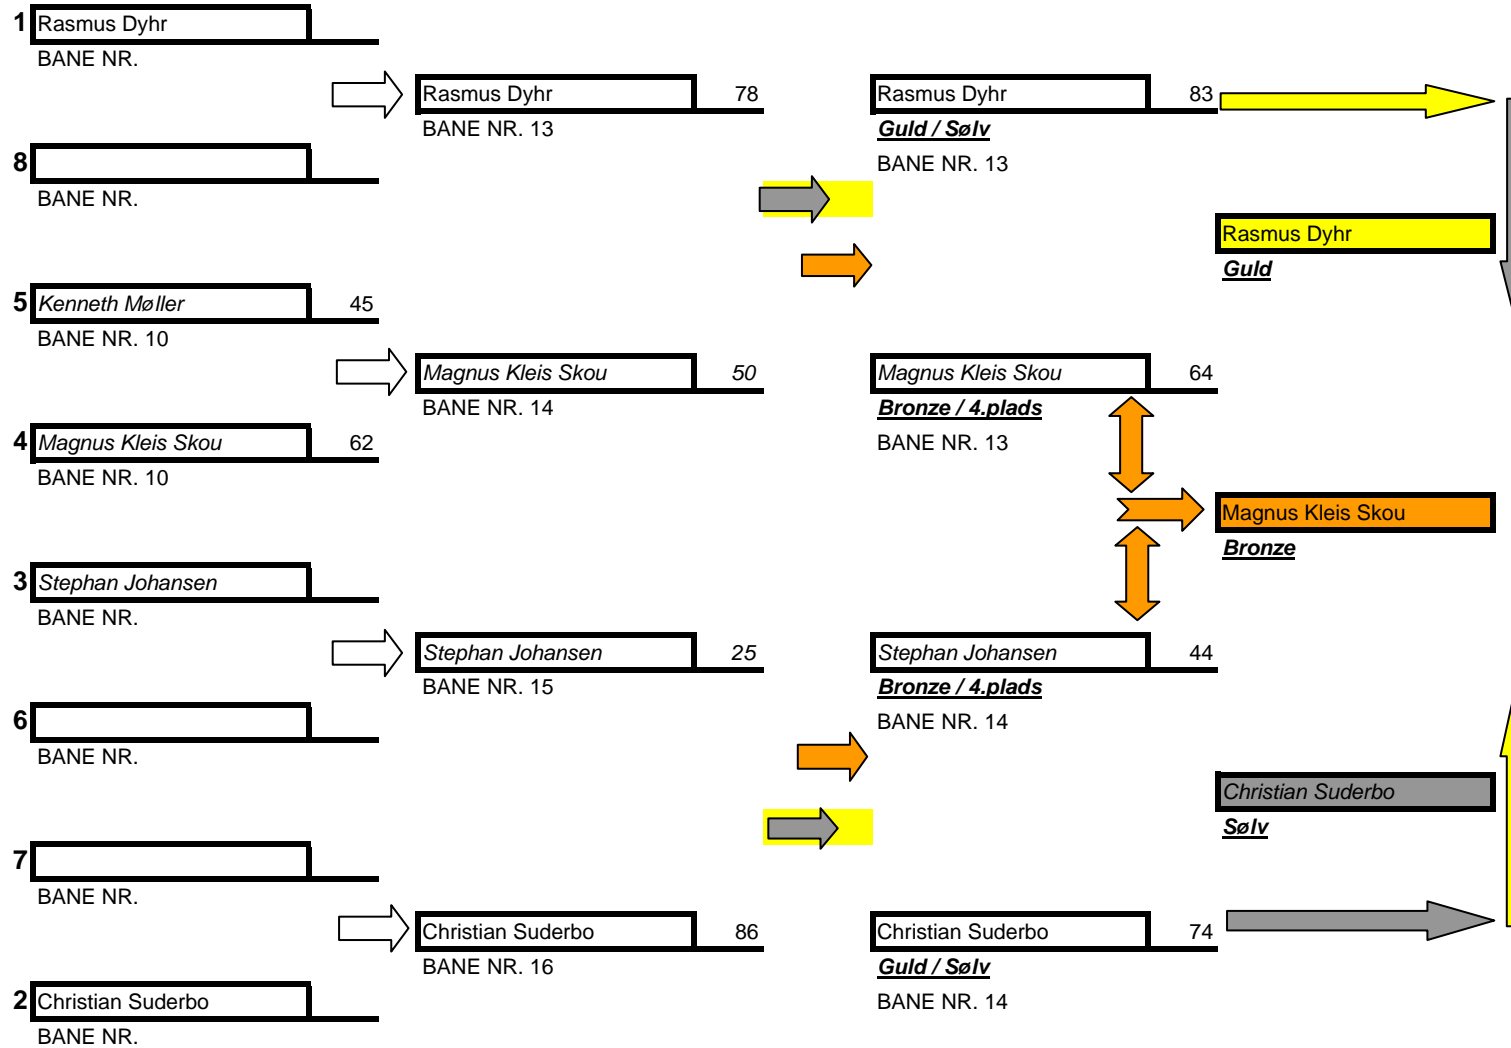 1 Rasmus Dyhr
BANE NR.
8
BANE NR.
5 Kenneth Møller 45
BANE NR. 10
4 Magnus Kleis Skou 62
BANE NR. 10
3 Stephan Johansen
BANE NR.
6
BANE NR.
7
BANE NR.
2 Christian Suderbo
BANE NR.
Rasmus Dyhr 78
BANE NR. 13
Magnus Kleis Skou 50
BANE NR. 14
Stephan Johansen 25
BANE NR. 15
Christian Suderbo 86
BANE NR. 16
Rasmus Dyhr 83
Guld / Sølv
BANE NR. 13
Magnus Kleis Skou 64
Bronze / 4.plads
BANE NR. 13
Stephan Johansen 44
Bronze / 4.plads
BANE NR. 14
Christian Suderbo 74
Guld / Sølv
BANE NR. 14
Rasmus Dyhr
Guld
Magnus Kleis Skou
Bronze
Christian Suderbo
Sølv